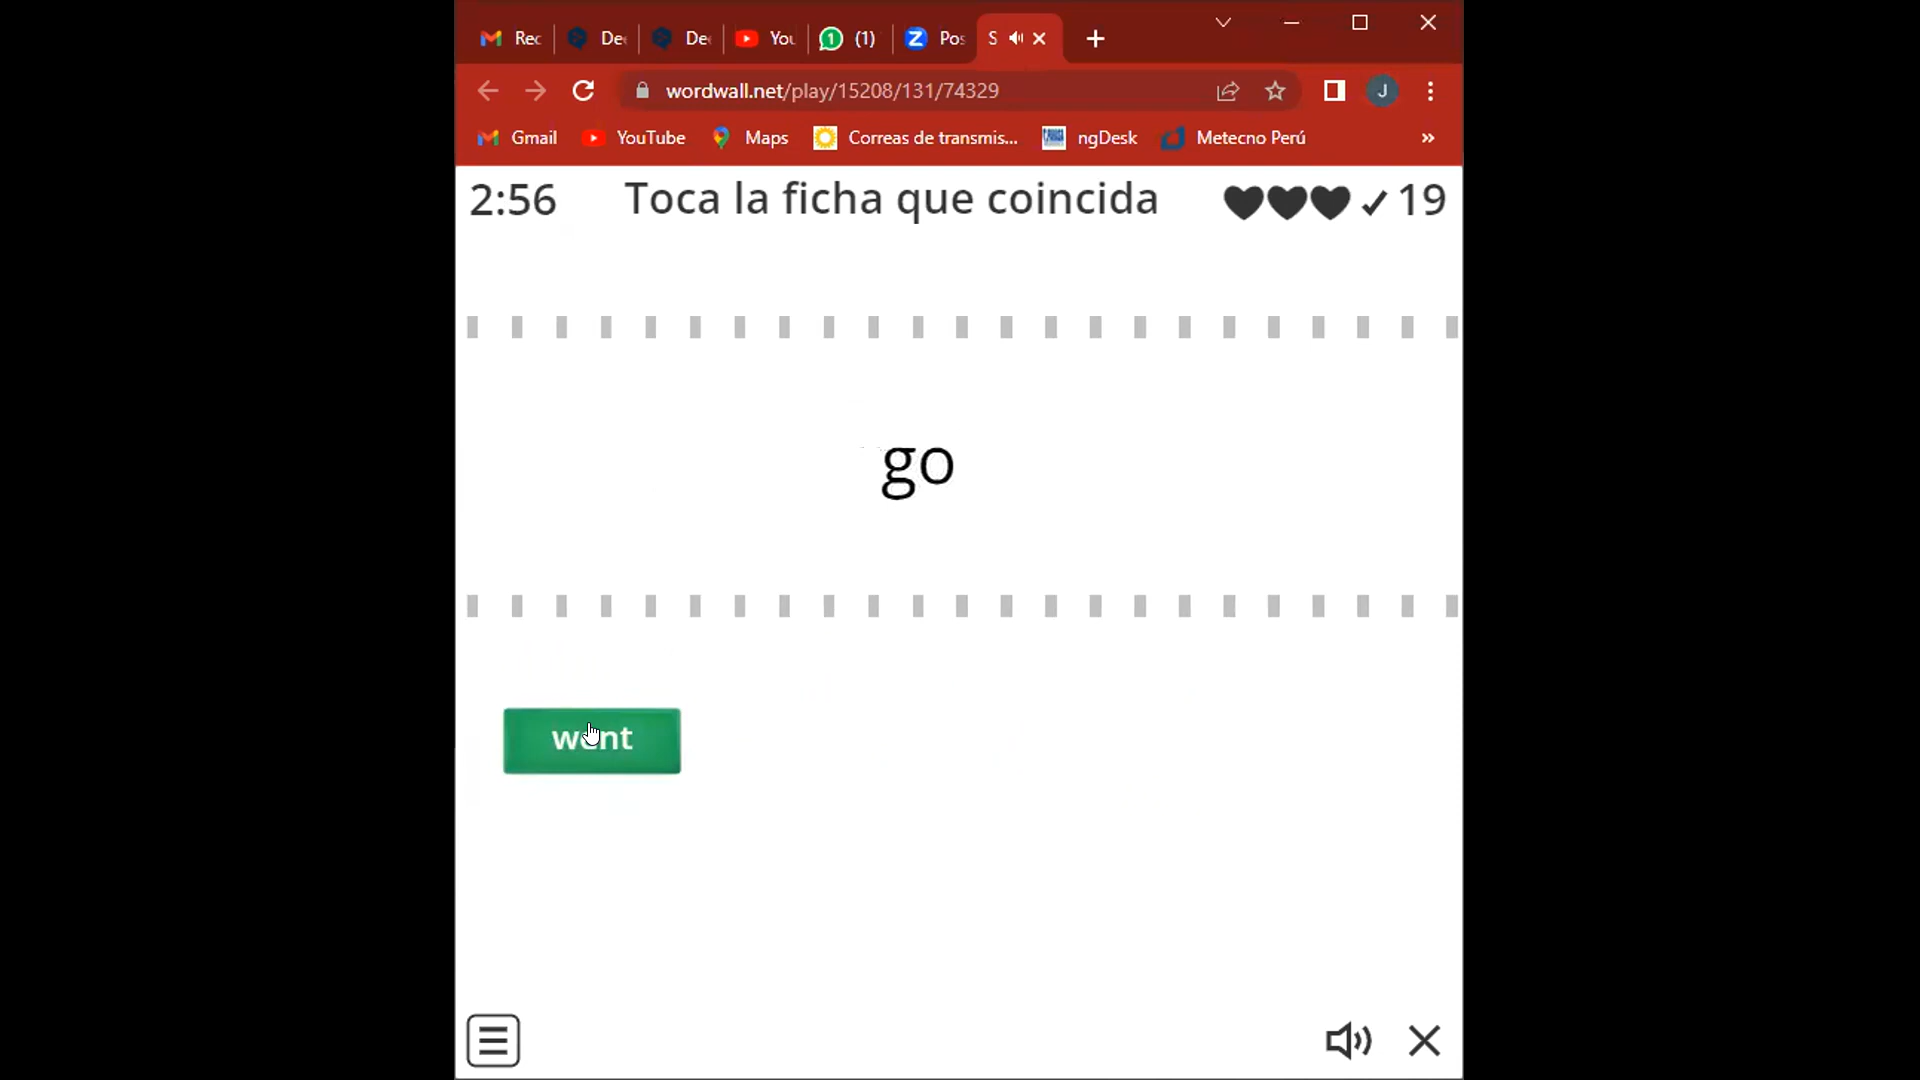 Rec De De You (1) Pos S
wordwall.net/play/15208/131/74329 J
Gmail YouTube Maps Correas de transmis... ngDesk Metecno Perú »
2:56 Toca la ficha que coincida 19
go
went